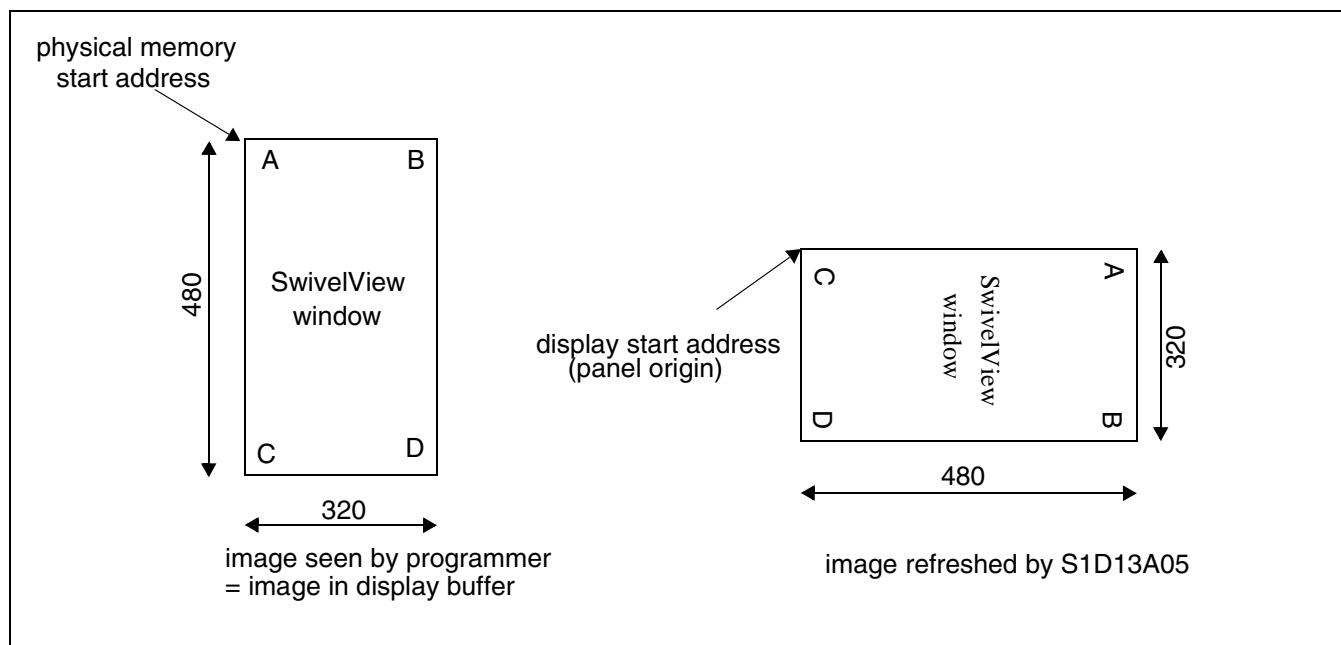 physical memory
start address
A
B
480
SwivelView
window
C
D
320
image seen by programmer
= image in display buffer
display start address
(panel origin)
C
A
SwivelView
window
D
B
320
480
image refreshed by S1D13A05